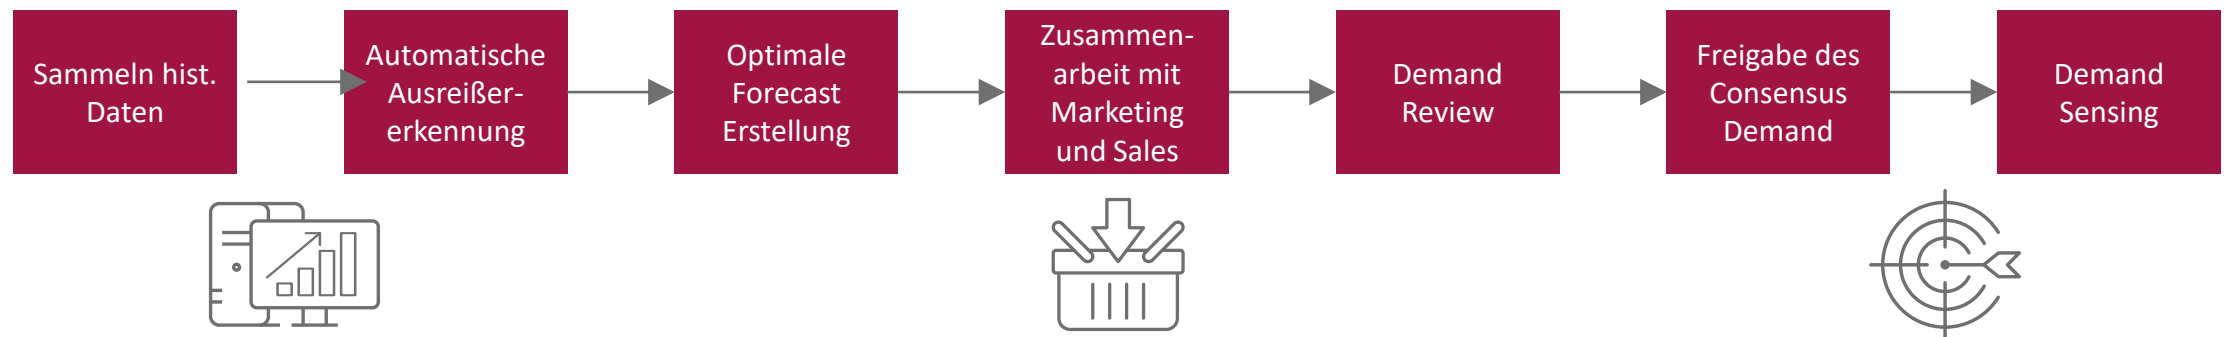 Sammeln hist.
Daten
Automatische
Ausreißer-
erkennung
Optimale
Forecast
Erstellung
Zusammen-
arbeit mit
Marketing
und Sales
Demand
Review
Freigabe des
Consensus
Demand
Demand
Sensing